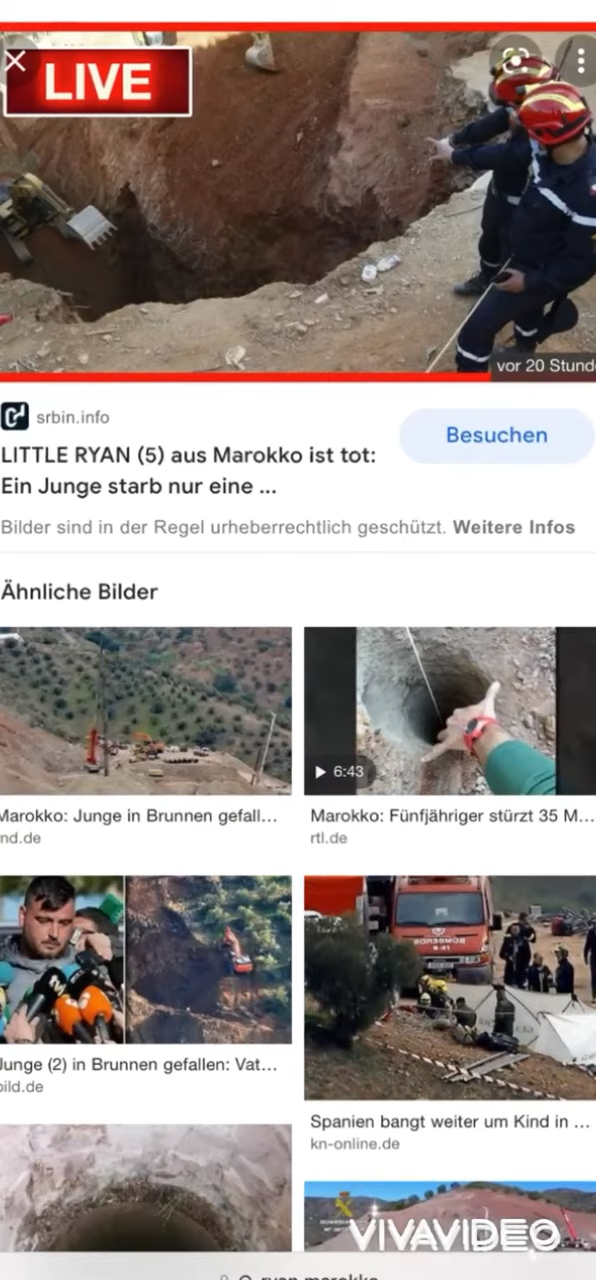 LIVE
vor 20 Stund
srbin.info
Besuchen
LITTLE RYAN (5) aus Marokko ist tot:
Ein Junge starb nur eine ...
Bilder sind in der Regel urheberrechtlich geschützt. Weitere Infos
Ähnliche Bilder
6:43
Marokko: Junge in Brunnen gefall...
nd.de
Marokko: Fünfjähriger stürzt 35 M...
rtl.de
BOMBEROS
Junge (2) in Brunnen gefallen: Vat...
bild.de
Spanien bangt weiter um Kind in ...
kn-online.de
VIVAVIDEO
ryan marokko